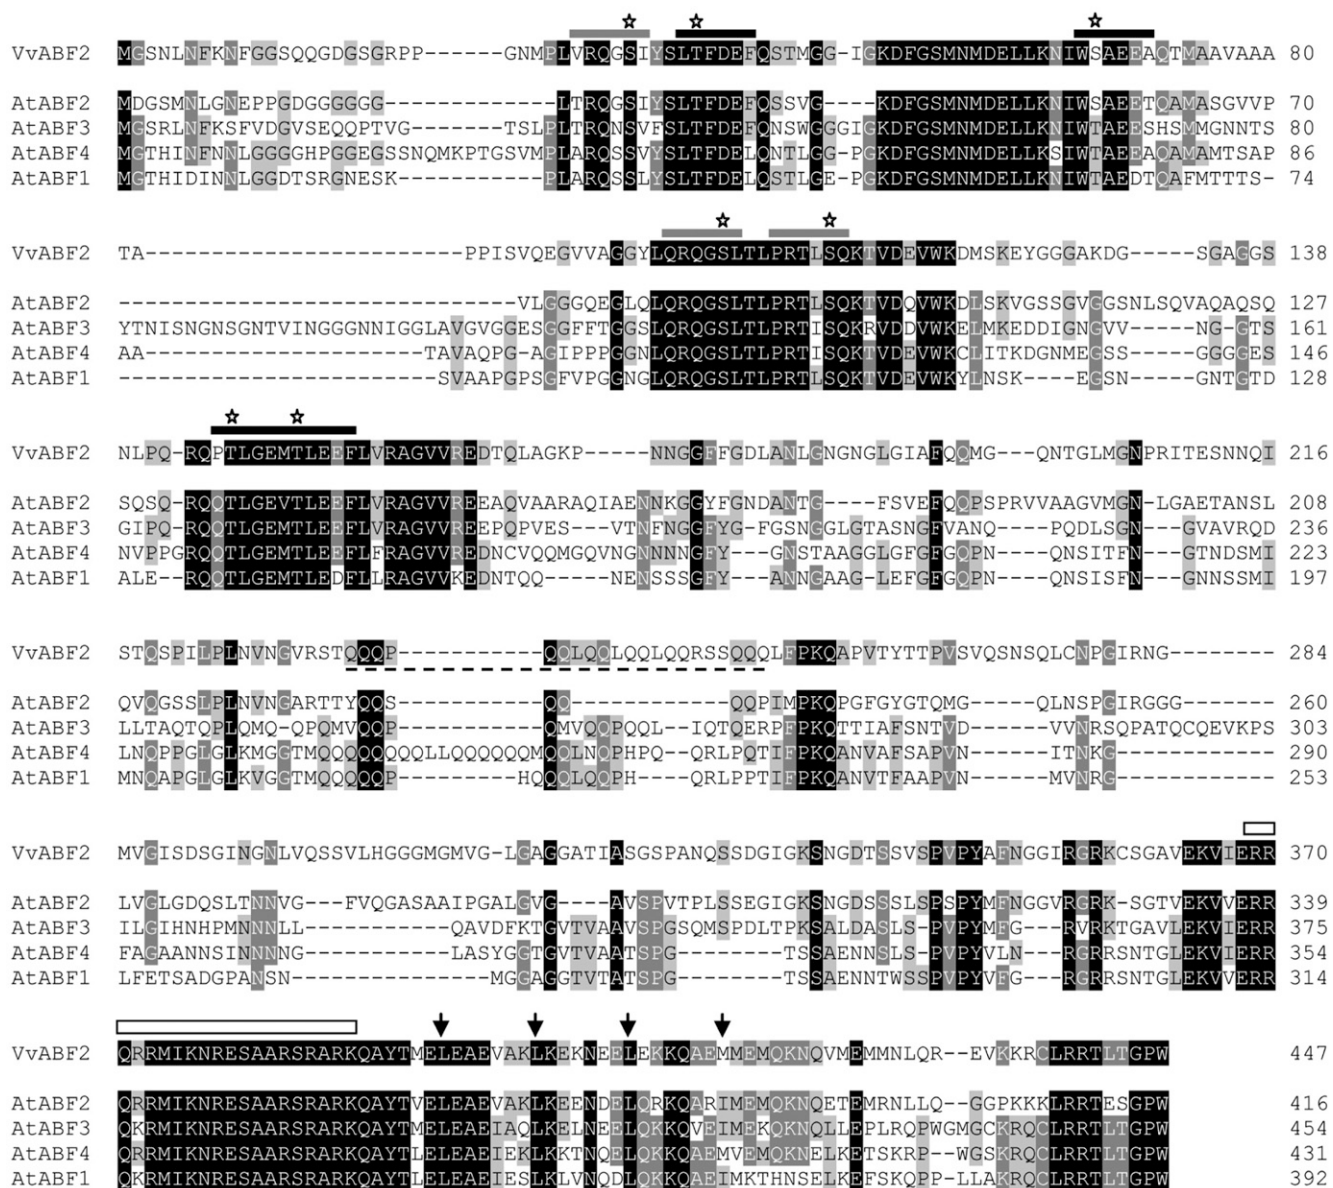 VvABF2 MGSNLNFKNFGGSQQGDGSGRPP------GNMPLVRQGSIYSLTFDEFQSTMGG-IGKDFGSMNMDELLKNIWSAEEAQTMAAVAAA 80
AtABF2 MDGSMNLGNEPPGDGGGGGG-------------LTRQGSIYSLTFDEFQSSVG---KDFGSMNMDELLKNIWSAEETQAMASGVVP 70
AtABF3 MGSRLNFKSFVDGVSEQQPTVG-------TSLPLTRQNSVFSLTFDEFQNSWGGGIGKDFGSMNMDELLKNIWTAEESHSMMGNNTS 80
AtABF4 MGTHINFNNLGGGGHPGGEGSSNQMKPTGSVMPLARQSSVYSLTFDELQNTLGG-PGKDFGSMNMDELLKSIWTAEEAQAMAMTSAP 86
AtABF1 MGTHIDINNLGGDTSRGNESK-----------PLARQSSLYSLTFDELQSTLGE-PGKDFGSMNMDELLKNIWTAEDTQAFMTTTS- 74
VvABF2 TA------------------------PPISVQEGVVAGGYLQRQGSLTLPRTLSQKTVDEVWKDMSKEYGGGAKDG-----SGAGGS 138
AtABF2 ------------------------------VLGGGQEGLQLQRQGSLTLPRTLSQKTVDQVWKDLSKVGSSGVGGSNLSQVAQAQSQ 127
AtABF3 YTNISNGNSGNTVINGGGNNIGGLAVGVGGESGGFFTGGSLQRQGSLTLPRTISQKRVDDVWKELMKEDDIGNGVV----NG-GTS 161
AtABF4 AA---------------------TAVAQPG-AGIPPPGGNLQRQGSLTLPRTISQKTVDEVWKCLITKDGNMEGSS----GGGGES 146
AtABF1 ------------------------SVAAPGPSGFVPGGNGLQRQGSLTLPRTLSQKTVDEVWKYLNSK----EGSN----GNTGTD 128
VvABF2 NLPQ-RQPTLGEMTLEEFLVRAGVVREDTQLAGKP-----NNGGFFGDLANLGNGNGLGIAFQQMG---QNTGLMGNPRITESNNQI 216
AtABF2 SQSQ-RQQTLGEVTLEEFLVRAGVVREEAQVAARAQIAENNKGGYFGNDANTG----FSVEFQQPSPRVVAAGVMGN-LGAETANSL 208
AtABF3 GIPQ-RQQTLGEMTLEEFLVRAGVVREEPQPVES---VTNFNGGFYG-FGSNGGLGTASNGFVANQ-----PQDLSGN---GVAVRQD 236
AtABF4 NVPPGRQQTLGEMTLEEFLFRAGVVREDNCVQQMGQVNGNNNNGFY---GNSTAAGGLGFGFGQPN-----QNSITFN---GTNDSMI 223
AtABF1 ALE--RQQTLGEMTLEDFLLRAGVVKEDNTQQ-----NENSSSGFY---ANNGAAG-LEFGFGQPN-----QNSISFN---GNNSSMI 197
VvABF2 STQSPILPLNVNGVRSTQQQP-----------QQLQQLQQLQQRSSQQQQLFPKQAPVTYTTPVSVQSNSQLCNPGIRNG---- 284
AtABF2 QVQGSSLPLNVNGARTTYQQS-----------QQ------------QQPIMPKQPGFGYGTQMG-----QLNSPGIRGGG---- 260
AtABF3 LLTAQTQPLQMQ-QPQMVQQP-----------QMVQQPQQL--IQTQERPFPKQTTIAFSNTVD-----VVNRSQPATQCQEVKPS 303
AtABF4 LNQPPGLGLKMGGTMQQQQQQQQLLQQQQQQMQQLNQPHPQ--QRLPQTIFPKQANVAFSAPVN-----ITNKG------------ 290
AtABF1 MNQAPGLGLKVGGTMQQQQQP---------HQQQLQQPH-----QRLPPTIFPKQANVTFAAPVN-----MVNRG------------ 253
VvABF2 MVGISDSGINGNLVQSSVLHGGGMGMVG-LGAGGATIASGSPANQSSDGIGKSNGDTSSVSPVPYAFNGGIRGRKCSGAVEKVIERR 370
AtABF2 LVGLGDQSLTNNVG---FVQGASAAIPGALGVG---AVSPVTPLSSEGIGKSNGDSSSLSPSPYMFNGGVRGRK-SGTVEKVVERR 339
AtABF3 ILGIHNHPMNNNLL-----------QAVDFKTGVTVAAVSPGSQMSPDLTPKSALDASLS-PVPYMFG---RVRKTGAVLEKVIERR 375
AtABF4 FAGAANNSINNNNG-----------LASYGGTGVTVAATSPG-------TSSAENNSLS-PVPYVLN---RGRRSNTGLEKVIERR 354
AtABF1 LFETSADGPANSN---------------MGGAGGTVTATSPG-------TSSAENNTWSSPVPYVFG---RGRRSNTGLEKVVERR 314
VvABF2 QRRMIKNRESAARSRARKQAYTMELEAEVAKLKEKNEELEKKQAEMMEMQKNQVMEMMNLQR--EVKKRCLRRTLTGPW 447
AtABF2 QRRMIKNRESAARSRARKQAYTVELEAEVAKLKEENDELQRKQARIMEMQKNQETEMRNLLQ--GGPKKKLRRTESGPW 416
AtABF3 QKRMIKNRESAARSRARKQAYTMELEAEIAQLKELNEELQKKQVEIMEKQKNQLLEPLRQPWGMGCKRQCLRRTLTGPW 454
AtABF4 QRRMIKNRESAARSRARKQAYTLELEAEIEKLKKTNQELQKKQAEMVEMQKNELKETSKRP--WGSKRQCLRRTLTGPW 431
AtABF1 QKRMIKNRESAARSRARKQAYTLELEAEIESLKLVNQDLQKKQAEIMKTHNSELKEFSKQPP-LLAKRQCLRRTLTGPW 392